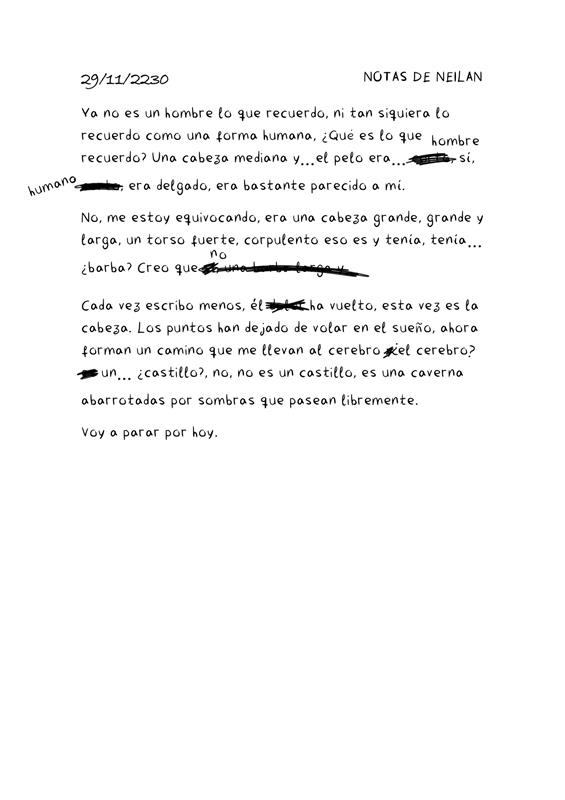 29/11/2230 NOTAS DE NEILAN
Ya no es un hombre lo que recuerdo, ni tan siquiera lo
recuerdo como una forma humana, ¿Qué es lo que hombre
recuerdo? Una cabeza mediana y...el pelo era... sí,
humano era delgado, era bastante parecido a mí.
No, me estoy equivocando, era una cabeza grande, grande y
larga, un torso fuerte, corpulento eso es y tenía, tenía...
no
¿barba? Creo que una barba larga y
Cada vez escribo menos, él ha vuelto, esta vez es la
cabeza. Los puntos han dejado de volar en el sueño, ahora
forman un camino que me llevan al cerebro ¿el cerebro?
un... ¿castillo?, no, no es un castillo, es una caverna
abarrotadas por sombras que pasean libremente.
Voy a parar por hoy.